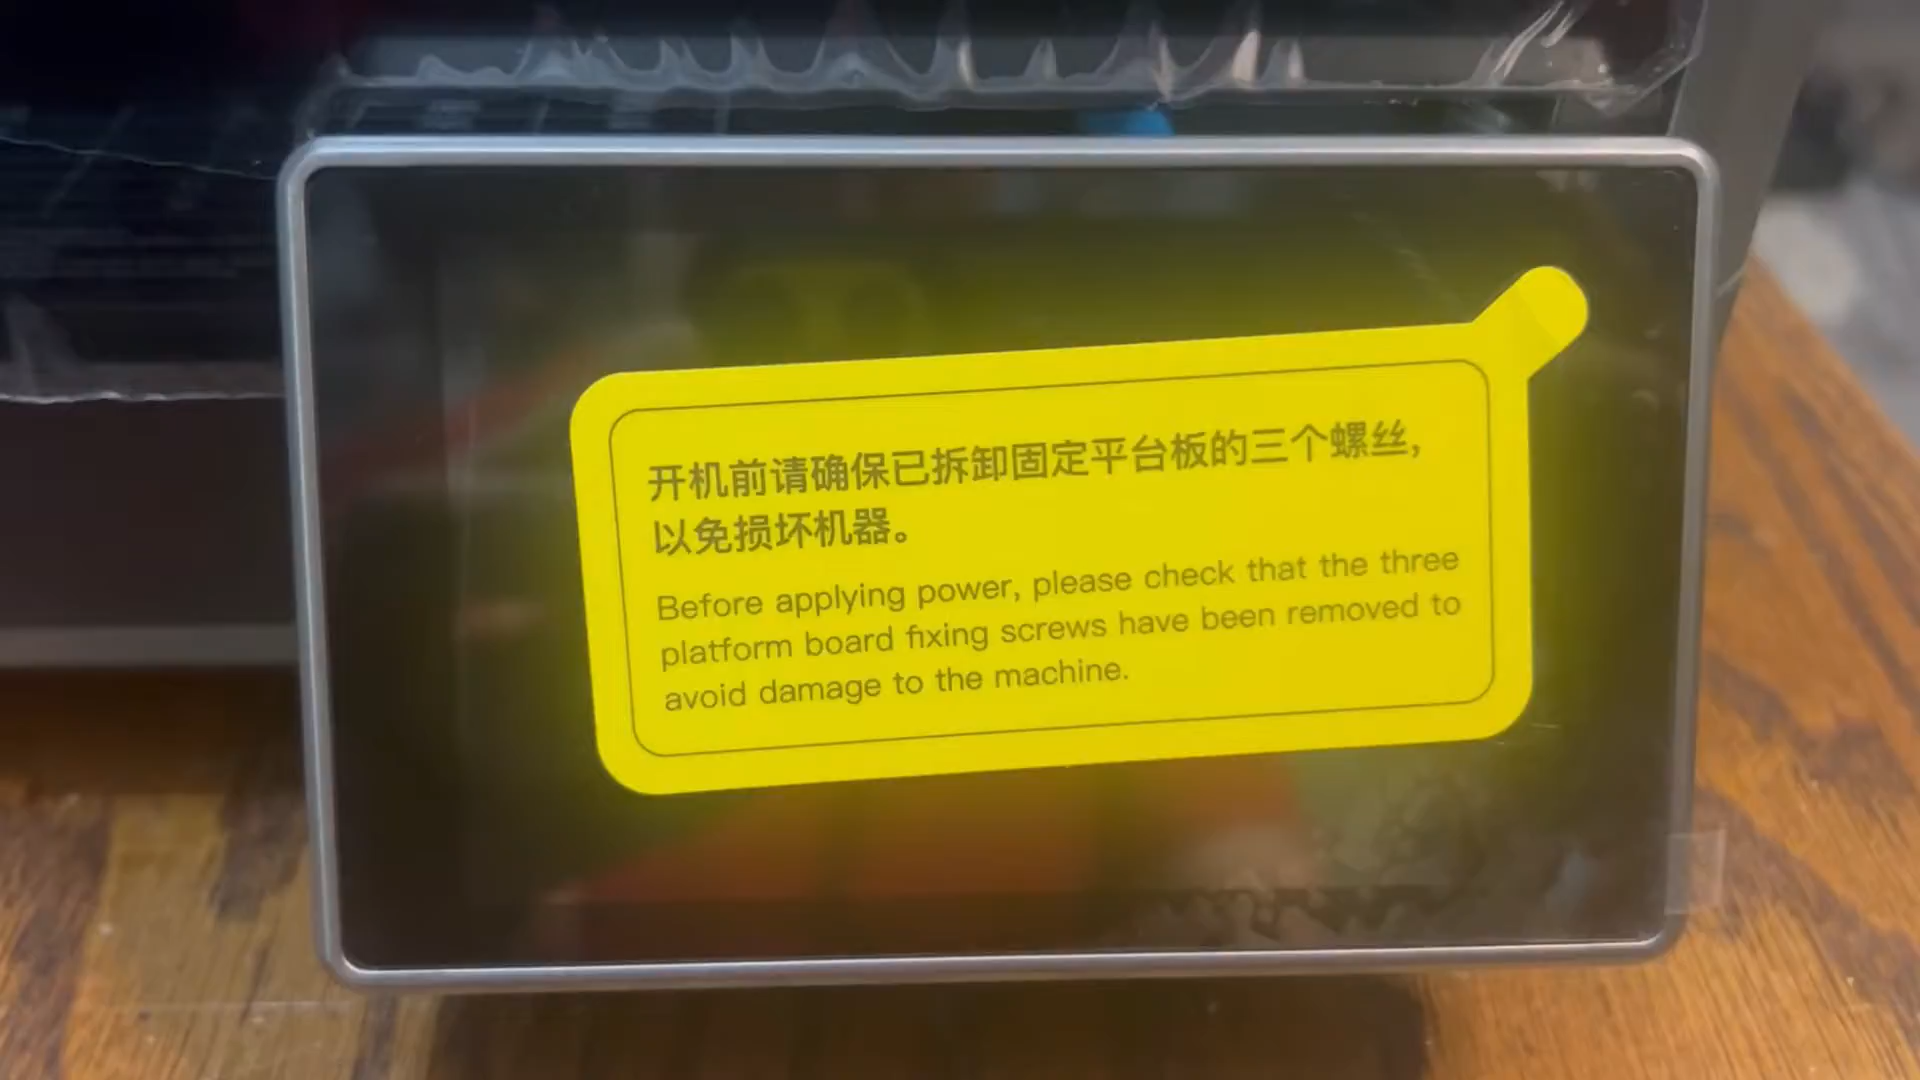 开机前请确保已拆卸固定平台板的三个螺丝，
以免损坏机器。
Before applying power, please check that the three
platform board fixing screws have been removed to
avoid damage to the machine.